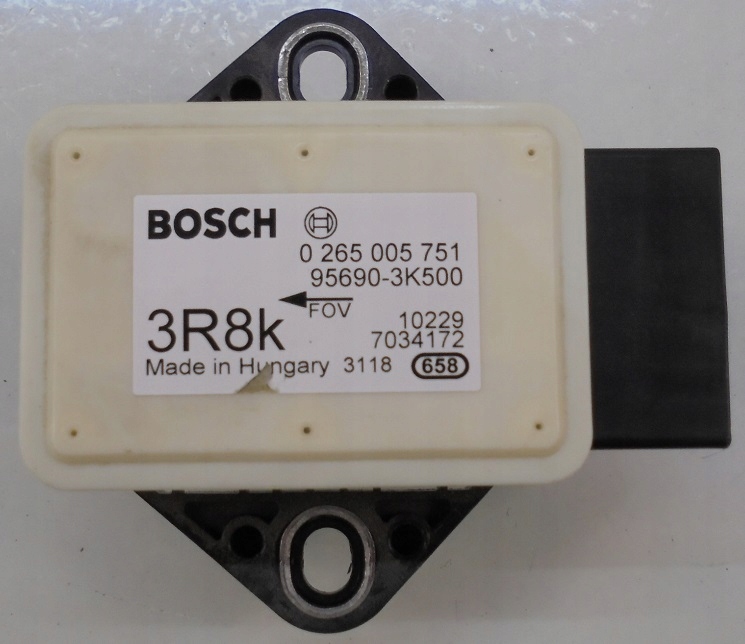 BOSCH
0 265 005 751
95690-3K500
FOV
3R8k
10229
7034172
Made in Hungary 3118 658